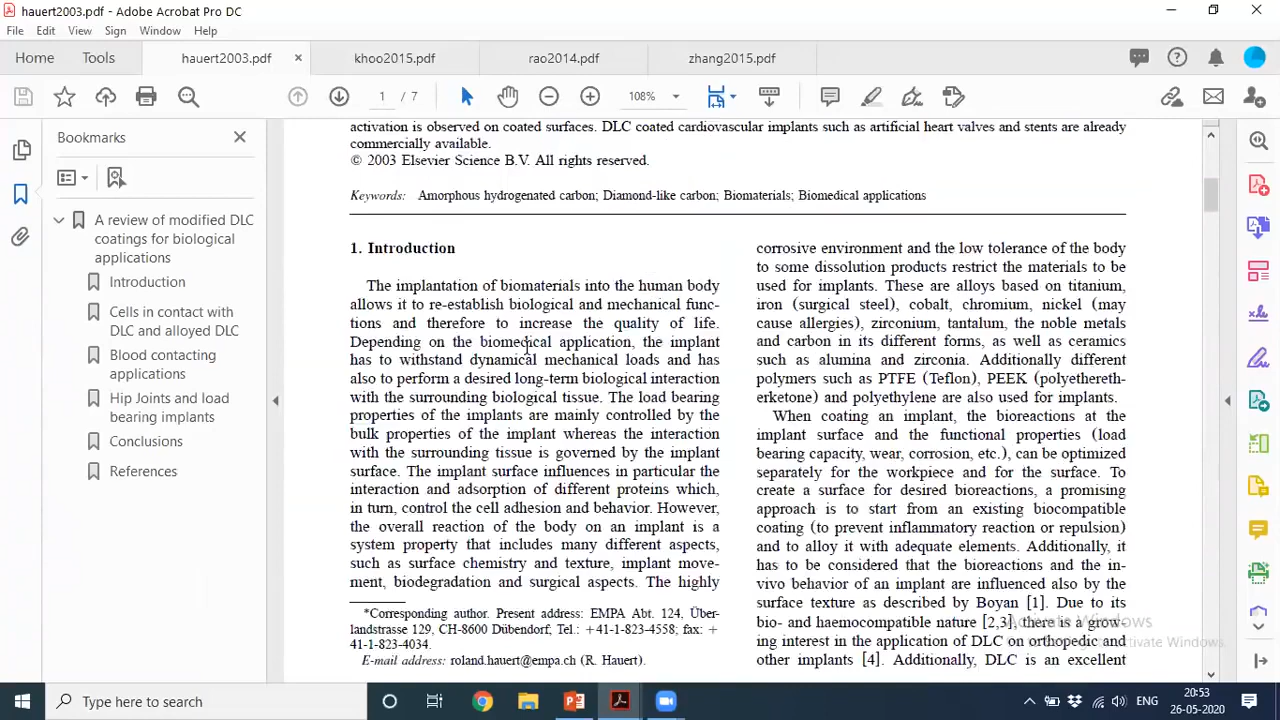 hauert2003.pdf - Adobe Acrobat Pro DC
File Edit View Sign Window Help
Home Tools hauert2003.pdf × khoo2015.pdf rao2014.pdf zhang2015.pdf
1 / 7 108%
Bookmarks
A review of modified DLC
coatings for biological
applications
Introduction
Cells in contact with
DLC and alloyed DLC
Blood contacting
applications
Hip Joints and load
bearing implants
Conclusions
References
activation is observed on coated surfaces. DLC coated cardiovascular implants such as artificial heart valves and stents are already
commercially available.
© 2003 Elsevier Science B.V. All rights reserved.
Keywords: Amorphous hydrogenated carbon; Diamond-like carbon; Biomaterials; Biomedical applications
1. Introduction
The implantation of biomaterials into the human body
allows it to re-establish biological and mechanical func-
tions and therefore to increase the quality of life.
Depending on the biomedical application, the implant
has to withstand dynamical mechanical loads and has
also to perform a desired long-term biological interaction
with the surrounding biological tissue. The load bearing
properties of the implants are mainly controlled by the
bulk properties of the implant whereas the interaction
with the surrounding tissue is governed by the implant
surface. The implant surface influences in particular the
interaction and adsorption of different proteins which,
in turn, control the cell adhesion and behavior. However,
the overall reaction of the body on an implant is a
system property that includes many different aspects,
such as surface chemistry and texture, implant move-
ment, biodegradation and surgical aspects. The highly
*Corresponding author. Present address: EMPA Abt. 124, Über-
landstrasse 129, CH-8600 Dübendorf, Tel.: +41-1-823-4558; fax: +
41-1-823-4034.
E-mail address: roland.hauert@empa.ch (R. Hauert).
corrosive environment and the low tolerance of the body
to some dissolution products restrict the materials to be
used for implants. These are alloys based on titanium,
iron (surgical steel), cobalt, chromium, nickel (may
cause allergies), zirconium, tantalum, the noble metals
and carbon in its different forms, as well as ceramics
such as alumina and zirconia. Additionally different
polymers such as PTFE (Teflon), PEEK (polyethereth-
erketone) and polyethylene are also used for implants.
When coating an implant, the bioreactions at the
implant surface and the functional properties (load
bearing capacity, wear, corrosion, etc.), can be optimized
separately for the workpiece and for the surface. To
create a surface for desired bioreactions, a promising
approach is to start from an existing biocompatible
coating (to prevent inflammatory reaction or repulsion)
and to alloy it with adequate elements. Additionally, it
has to be considered that the bioreactions and the in-
vivo behavior of an implant are influenced also by the
surface texture as described by Boyan [1]. Due to its
bio- and haemocompatible nature [2,3], there is a grow-
ing interest in the application of DLC on orthopedic and
other implants [4]. Additionally, DLC is an excellent
Activate Windows
Type here to search
ENG
20:53
26-05-2020